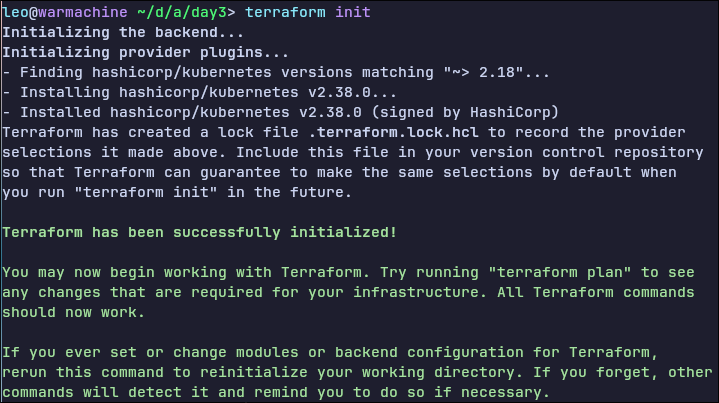 leo@warmachine ~/d/a/day3> terraform init
Initializing the backend...
Initializing provider plugins...
- Finding hashicorp/kubernetes versions matching "~> 2.18"...
- Installing hashicorp/kubernetes v2.38.0...
- Installed hashicorp/kubernetes v2.38.0 (signed by HashiCorp)
Terraform has created a lock file .terraform.lock.hcl to record the provider
selections it made above. Include this file in your version control repository
so that Terraform can guarantee to make the same selections by default when
you run "terraform init" in the future.
Terraform has been successfully initialized!
You may now begin working with Terraform. Try running "terraform plan" to see
any changes that are required for your infrastructure. All Terraform commands
should now work.
If you ever set or change modules or backend configuration for Terraform,
rerun this command to reinitialize your working directory. If you forget, other
commands will detect it and remind you to do so if necessary.